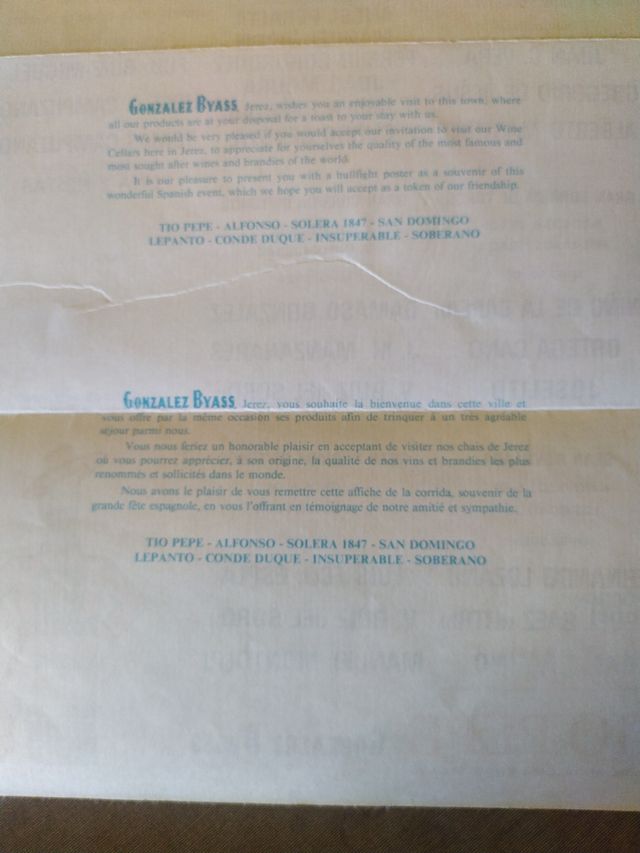 GONZALEZ BYASS, Jerez, wishes you an enjoyable visit to this town, where
all our products are at your disposal for a toast to your stay with us.
We would be very pleased if you would accept our invitation to visit our Wine
Cellars here in Jerez, to appreciate for yourselves the quality of the most famous and
most sought after wines and brandies of the world.
It is our pleasure to present you with a bullfight poster as a souvenir of this
wonderful Spanish event, which we hope you will accept as a token of our friendship.
TIO PEPE - ALFONSO - SOLERA 1847 - SAN DOMINGO
LEPANTO - CONDE DUQUE - INSUPERABLE - SOBERANO
GONZALEZ BYASS, Jerez, vous souhaite la bienvenue dans cette ville et
vous offre par la même occasion ses produits afin de trinquer à un très agréable
séjour parmi nous.
Vous nous feriez un honorable plaisir en acceptant de visiter nos chais de Jerez
où vous pourrez apprécier, à son origine, la qualité de nos vins et brandies les plus
renommés et sollicités dans le monde.
Nous avons le plaisir de vous remettre cette affiche de la corrida, souvenir de la
grande fête espagnole, en vous l'offrant en témoignage de notre amitié et sympathie.
TIO PEPE - ALFONSO - SOLERA 1847 - SAN DOMINGO
LEPANTO - CONDE DUQUE - INSUPERABLE - SOBERANO